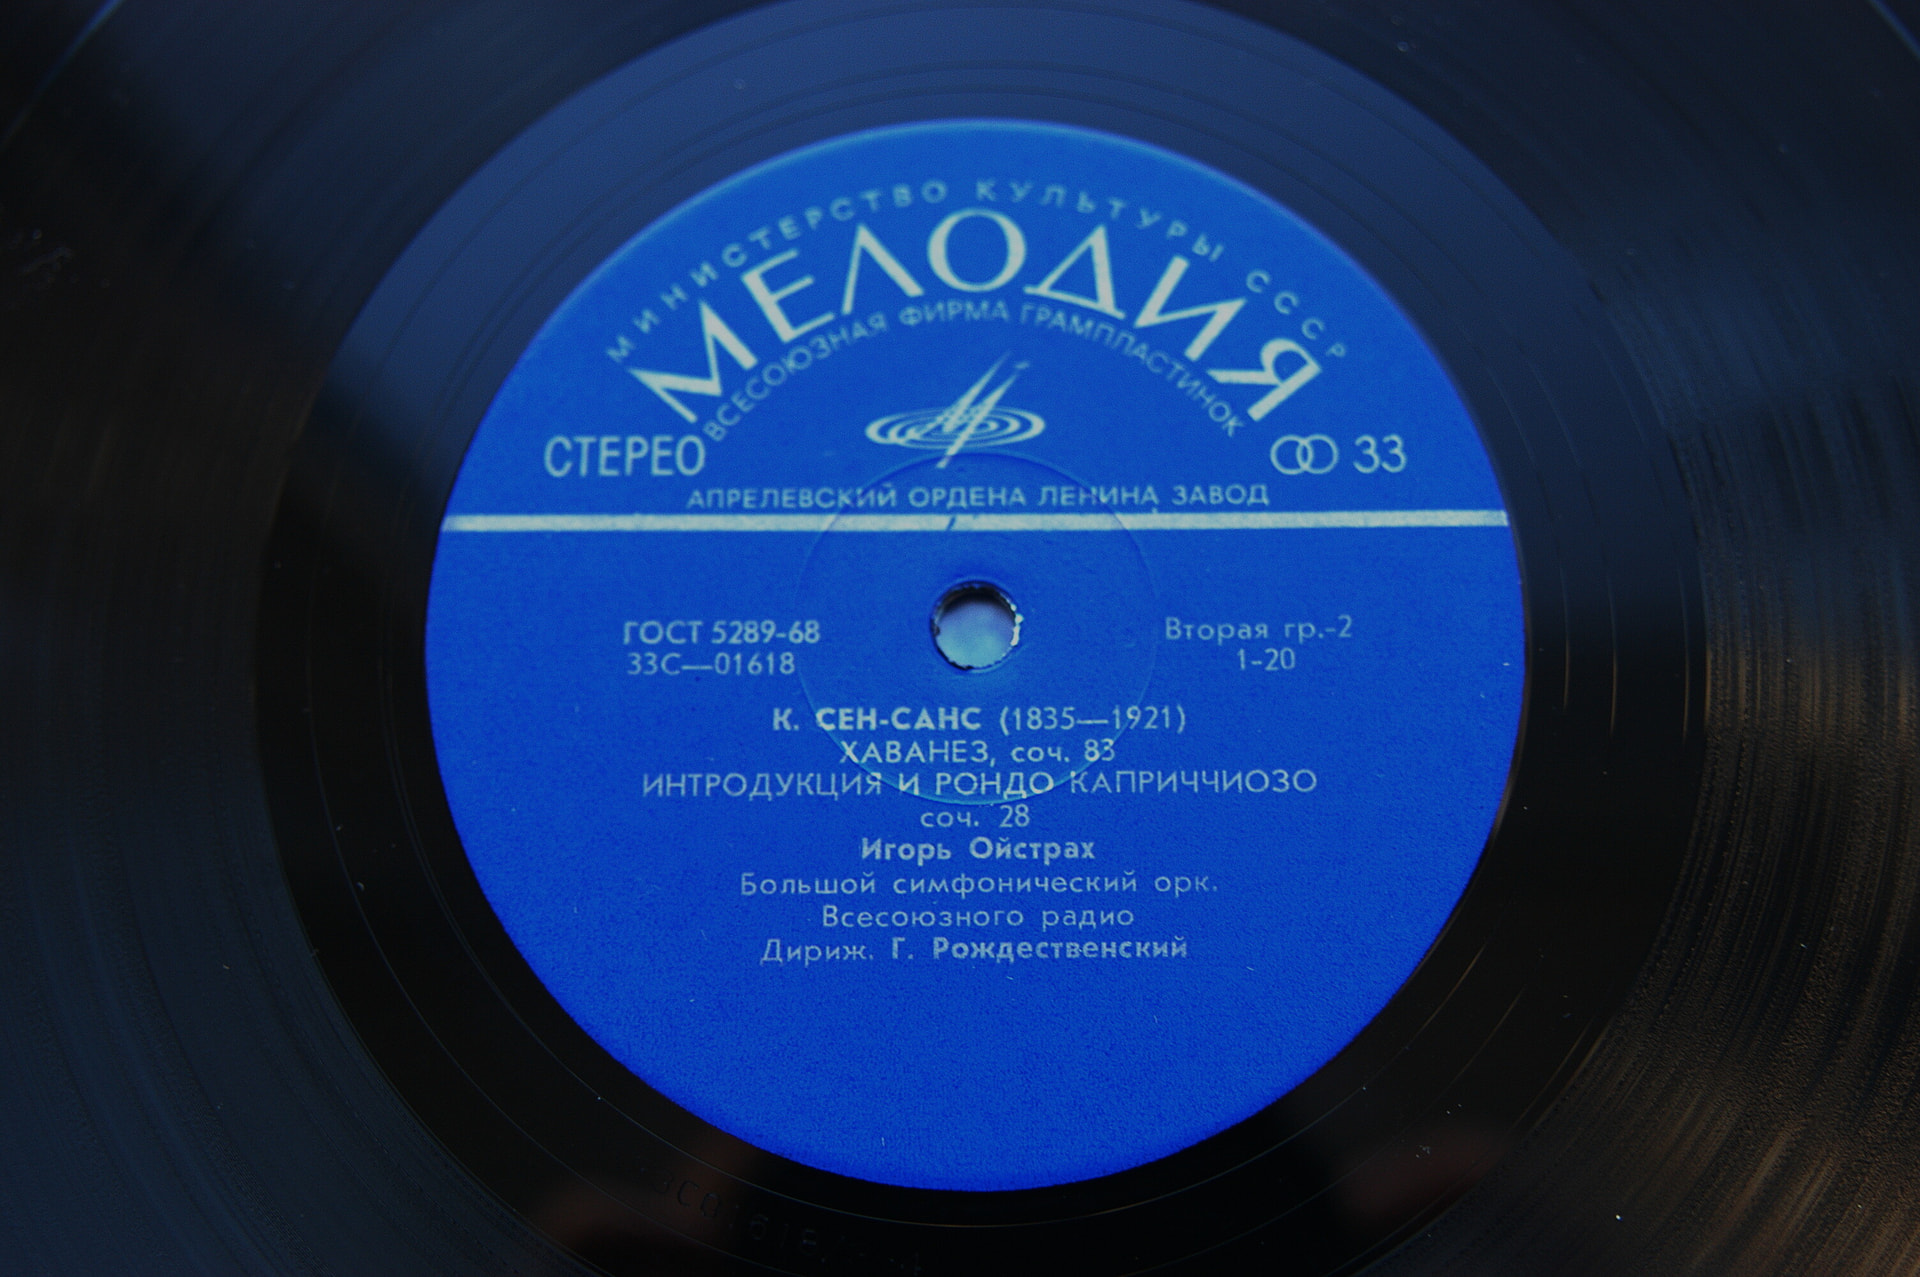 МИНИСТЕРСТВО КУЛЬТУРЫ СССР
МЕЛОДИЯ
ВСЕСОЮЗНАЯ ФИРМА ГРАМПЛАСТИНОК
СТЕРЕО
33
АПРЕЛЕВСКИЙ ОРДЕНА ЛЕНИНА ЗАВОД
ГОСТ 5289-68
33С—01618
Вторая гр.-2
1-20
К. СЕН-САНС (1835—1921)
ХАВАНЕЗ, соч. 83
ИНТРОДУКЦИЯ И РОНДО КАПРИЧЧИОЗО
соч. 28
Игорь Ойстрах
Большой симфонический орк.
Всесоюзного радио
Дириж. Г. Рождественский